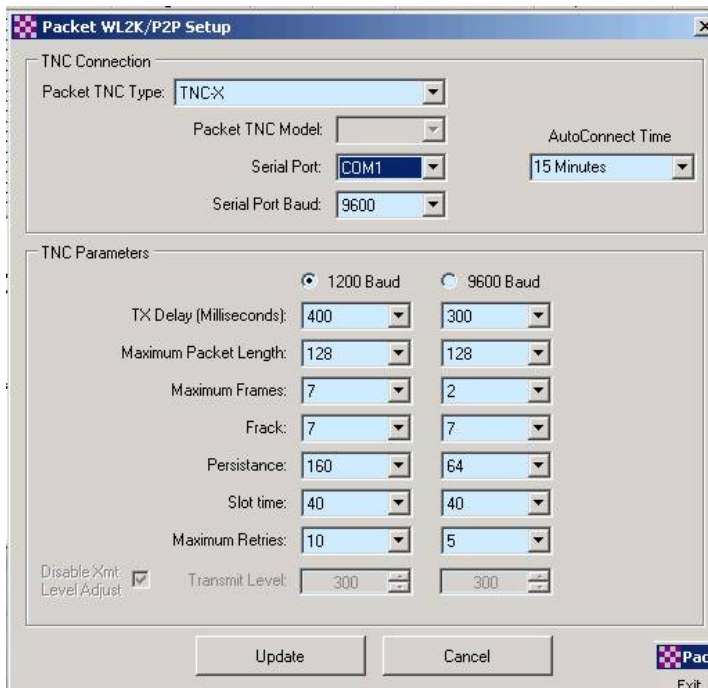 Packet WL2K/P2P Setup
TNC Connection
Packet TNC Type: TNC-X
Packet TNC Model:
AutoConnect Time
Serial Port: COM1
15 Minutes
Serial Port Baud: 9600
TNC Parameters
1200 Baud 9600 Baud
TX Delay (Milliseconds): 400 300
Maximum Packet Length: 128 128
Maximum Frames: 7 2
Frack: 7 7
Persistance: 160 64
Slot time: 40 40
Maximum Retries: 10 5
Disable Xmt
Level Adjust
Transmit Level: 300 300
Update Cancel
Pac
Exit